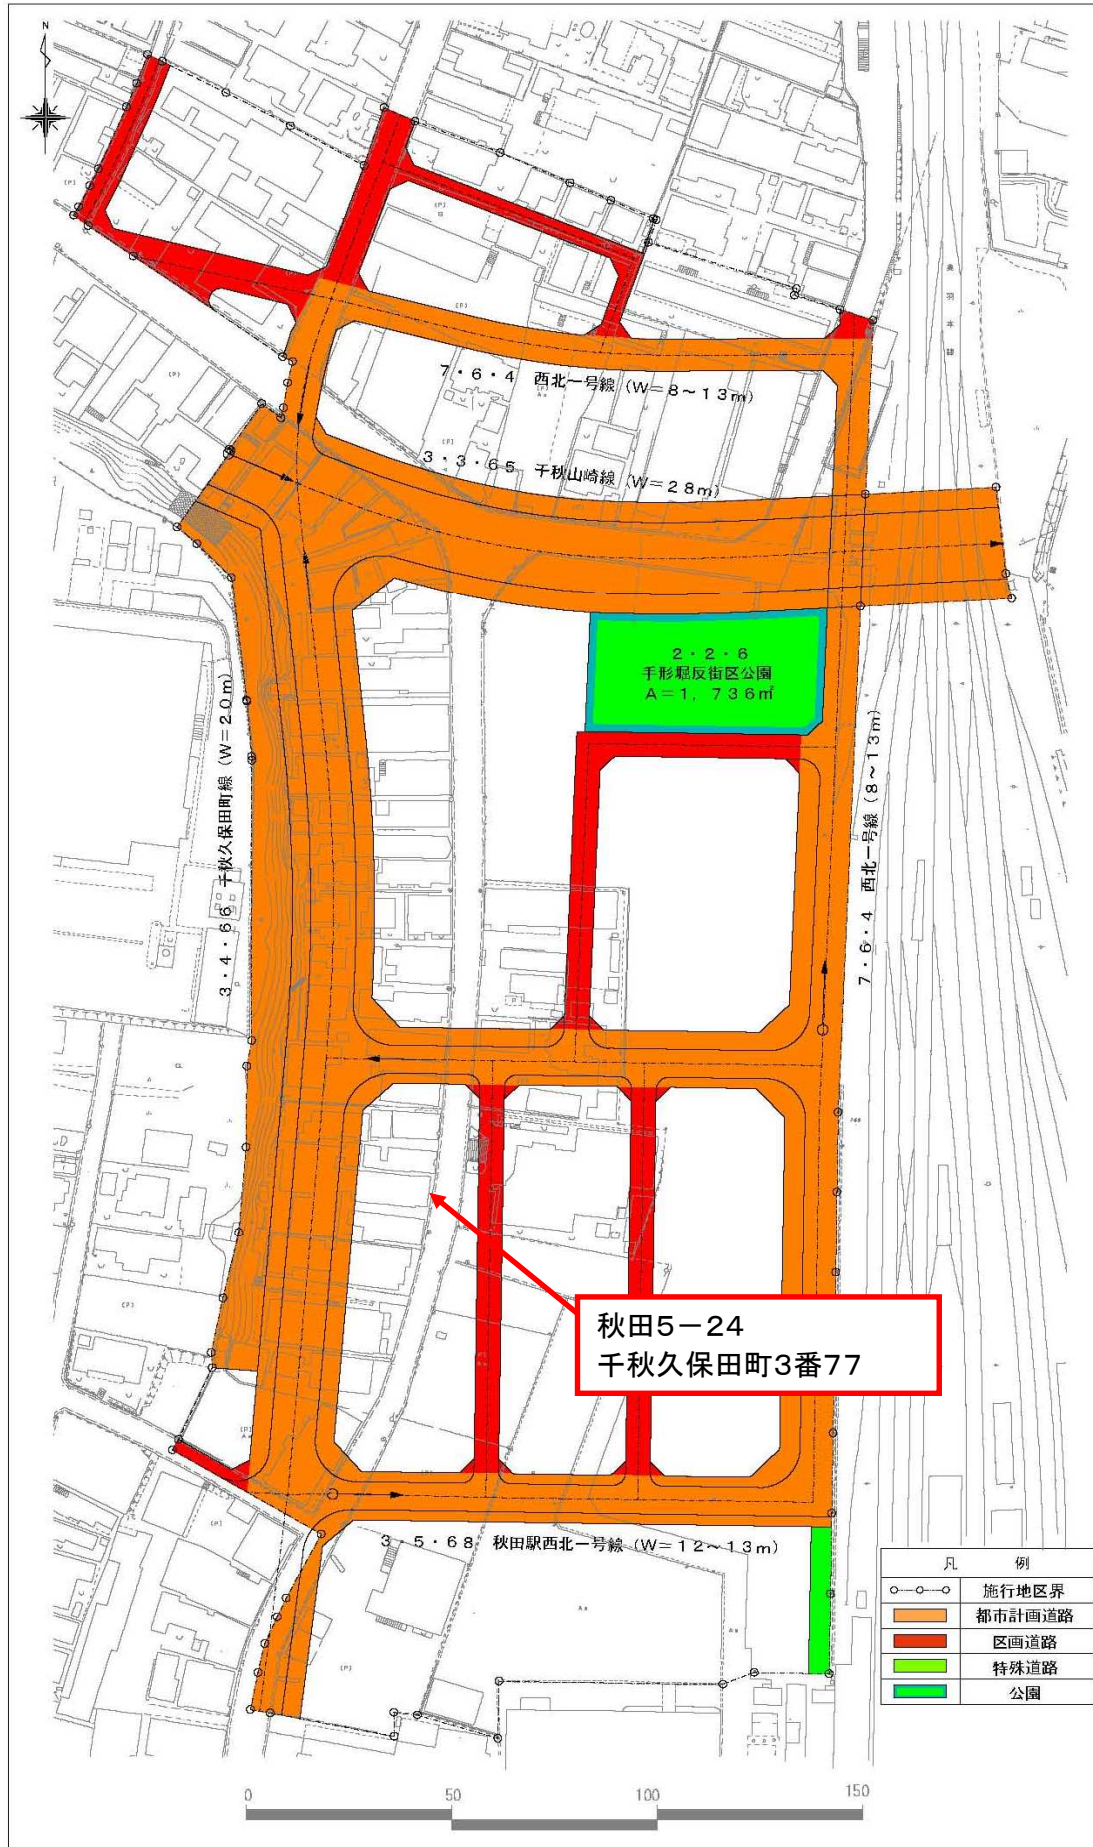 N
7・6・4 西北一号線 (W=8~13m)
3・3・65 千秋山崎線 (W=28m)
奥羽本線
2・2・6
手形堀反街区公園
A=1,736㎡
3・4・66 千秋久保田町線 (W=20m)
7・6・4 西北一号線 (8~13m)
秋田5-24
千秋久保田町3番77
3・5・68 秋田駅西北一号線 (W=12~13m)
凡例
施行地区界
都市計画道路
区画道路
特殊道路
公園
0 50 100 150